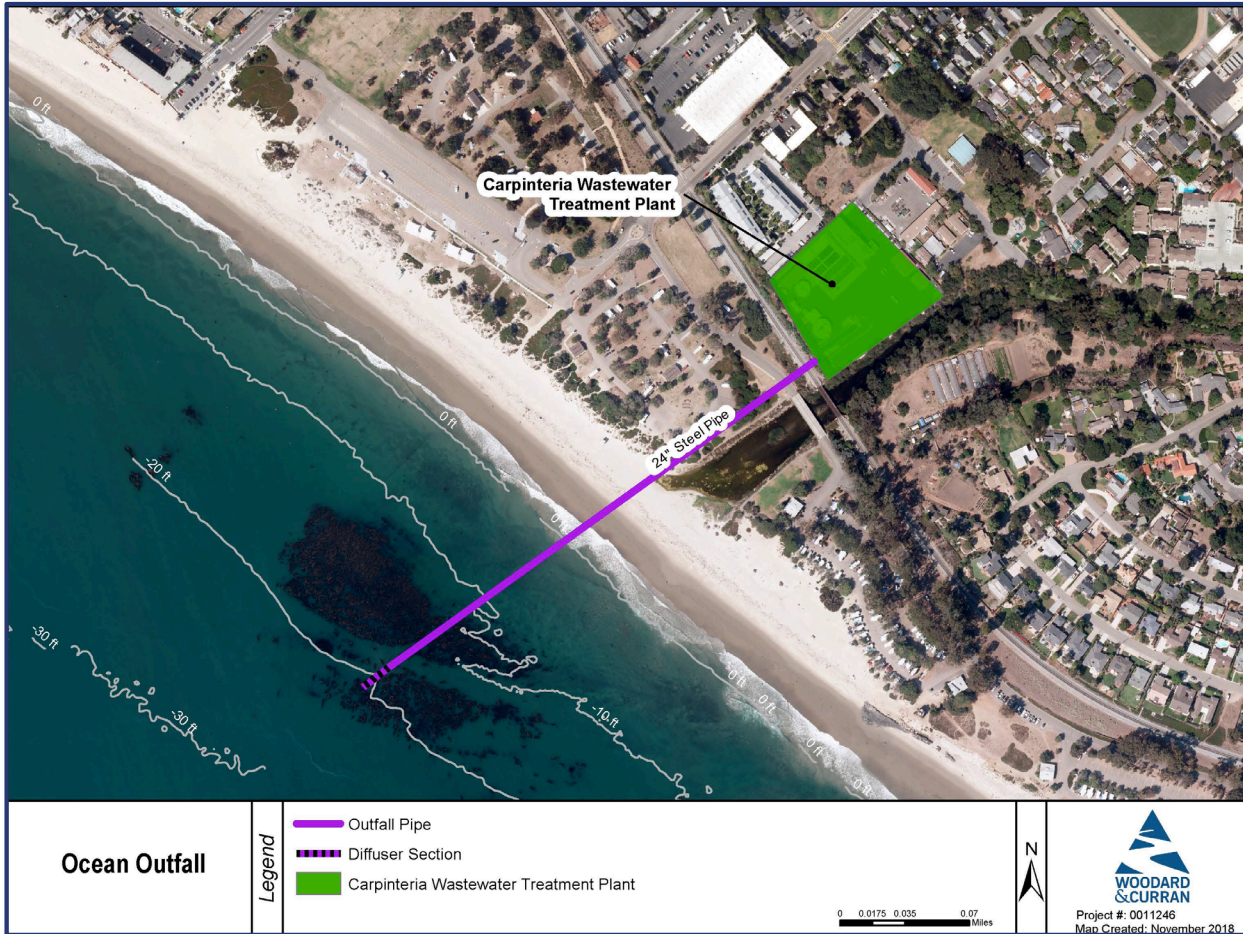 0 ft
Carpinteria Wastewater
Treatment Plant
0 ft
24" Steel Pipe
-20 ft
0 ft
-30 ft
-30 ft
-10 ft
0 ft
0 ft
0 ft
0 ft
Ocean Outfall
Legend
Outfall Pipe
Diffuser Section
Carpinteria Wastewater Treatment Plant
0 0.0175 0.035 0.07
Miles
N
WOODARD
&CURRAN
Project #: 0011246
Map Created: November 2018